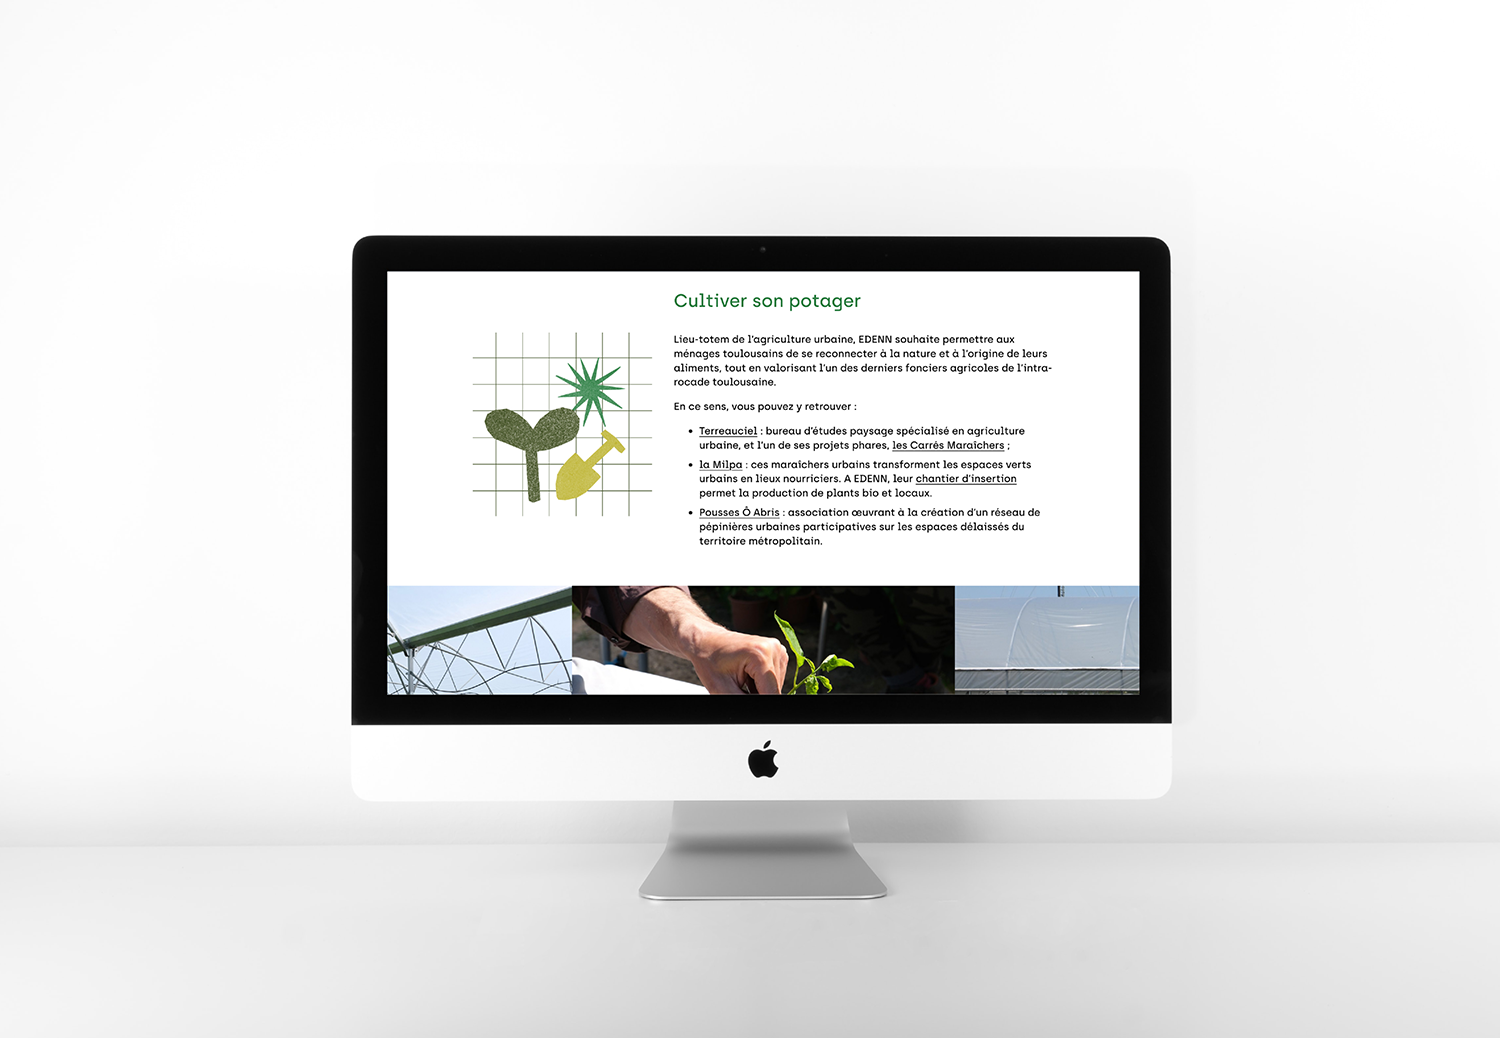 Cultiver son potager
Lieu-totem de l'agriculture urbaine, EDENN souhaite permettre aux
ménages toulousains de se reconnecter à la nature et à l'origine de leurs
aliments, tout en valorisant l'un des derniers fonciers agricoles de l'intra-
rocade toulousaine.
En ce sens, vous pouvez y retrouver :
• Terreauciel : bureau d'études paysage spécialisé en agriculture
urbaine, et l'un de ses projets phares, les Carrés Maraîchers ;
• la Milpa : ces maraîchers urbains transforment les espaces verts
urbains en lieux nourriciers. A EDENN, leur chantier d'insertion
permet la production de plants bio et locaux.
• Pousses Ô Abris : association œuvrant à la création d'un réseau de
pépinières urbaines participatives sur les espaces délaissés du
territoire métropolitain.